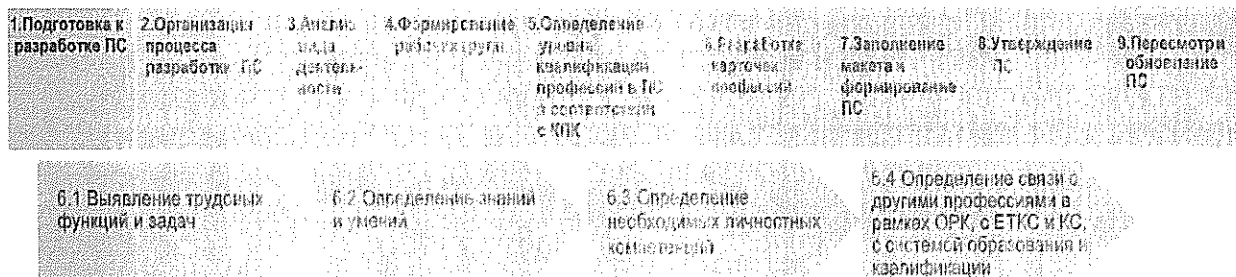 1.Подготовка к
разработке ПС
2.Организация
процесса
разработки ПС
3.Анализ
вида
деятель-
ности
4.Формирование
рабочих групп
5.Определение
уровня
квалификации
профессии в ПС
в соответствии
с КПК
6.Разработка
карточек
профессий
7.Заполнение
макета и
формирование
ПС
8.Утверждение
ПС
9.Пересмотр и
обновление
ПС
6.1 Выявление трудовых
функций и задач
6.2 Определение знаний
и умений
6.3 Определение
необходимых личностных
компетенций
6.4 Определение связи с
другими профессиями в
рамках ОРК, с ЕТКС и КС,
с системой образования и
квалификации